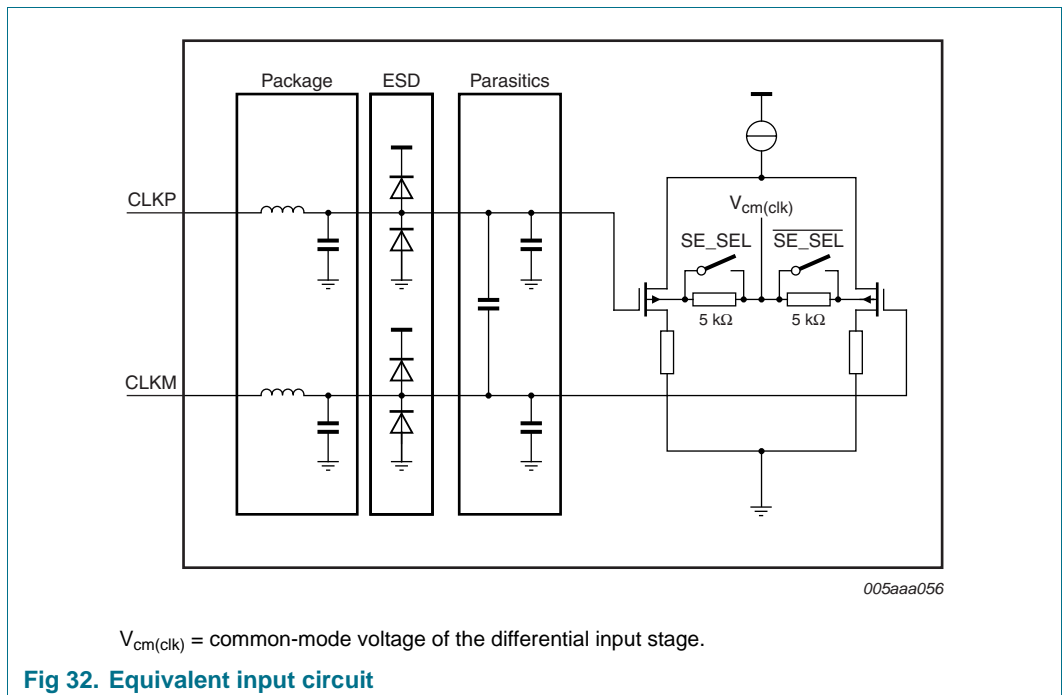 Package
ESD
Parasitics
CLKP
V_cm(clk)
SE_SEL
S̅E̅_̅S̅E̅L̅
5 kΩ
5 kΩ
CLKM
005aaa056
V_cm(clk) = common-mode voltage of the differential input stage.
Fig 32. Equivalent input circuit